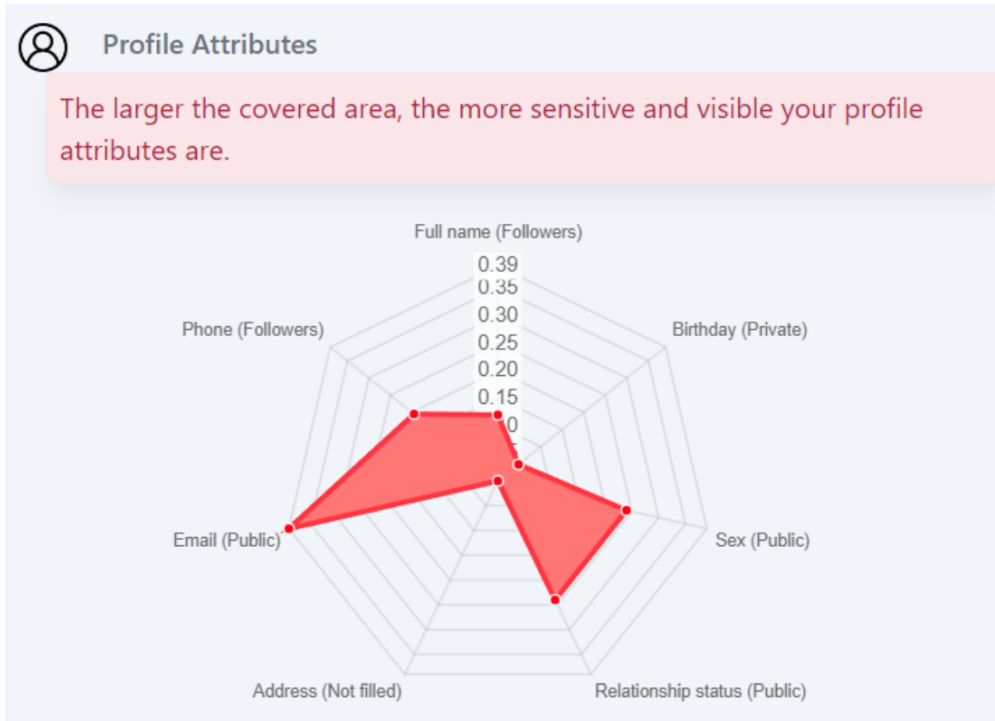 Profile Attributes
The larger the covered area, the more sensitive and visible your profile
attributes are.
Full name (Followers)
0.39
0.35
0.30
0.25
0.20
0.15
Phone (Followers)
Birthday (Private)
Email (Public)
Sex (Public)
Address (Not filled)
Relationship status (Public)